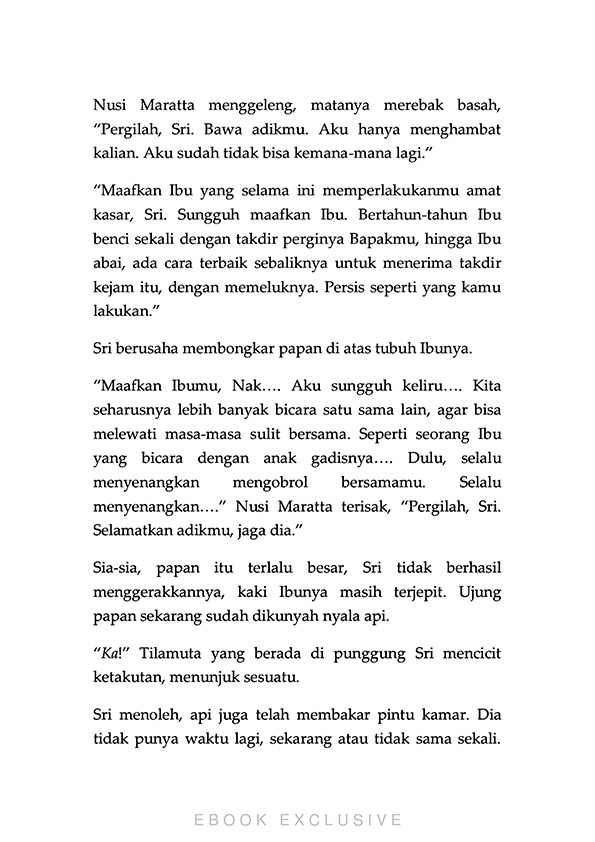 Nusi Maratta menggeleng, matanya merebak basah,
“Pergilah, Sri. Bawa adikmu. Aku hanya menghambat
kalian. Aku sudah tidak bisa kemana-mana lagi.”
“Maafkan Ibu yang selama ini memperlakukanmu amat
kasar, Sri. Sungguh maafkan Ibu. Bertahun-tahun Ibu
benci sekali dengan takdir perginya Bapakmu, hingga Ibu
abai, ada cara terbaik sebaliknya untuk menerima takdir
kejam itu, dengan memeluknya. Persis seperti yang kamu
lakukan.”
Sri berusaha membongkar papan di atas tubuh Ibunya.
“Maafkan Ibumu, Nak.… Aku sungguh keliru.… Kita
seharusnya lebih banyak bicara satu sama lain, agar bisa
melewati masa-masa sulit bersama. Seperti seorang Ibu
yang bicara dengan anak gadisnya.… Dulu, selalu
menyenangkan mengobrol bersamamu. Selalu
menyenangkan.…” Nusi Maratta terisak, “Pergilah, Sri.
Selamatkan adikmu, jaga dia.”
Sia-sia, papan itu terlalu besar, Sri tidak berhasil
menggerakkannya, kaki Ibunya masih terjepit. Ujung
papan sekarang sudah dikunyah nyala api.
“Ka!” Tilamuta yang berada di punggung Sri mencicit
ketakutan, menunjuk sesuatu.
Sri menoleh, api juga telah membakar pintu kamar. Dia
tidak punya waktu lagi, sekarang atau tidak sama sekali.
EBOOK EXCLUSIVE